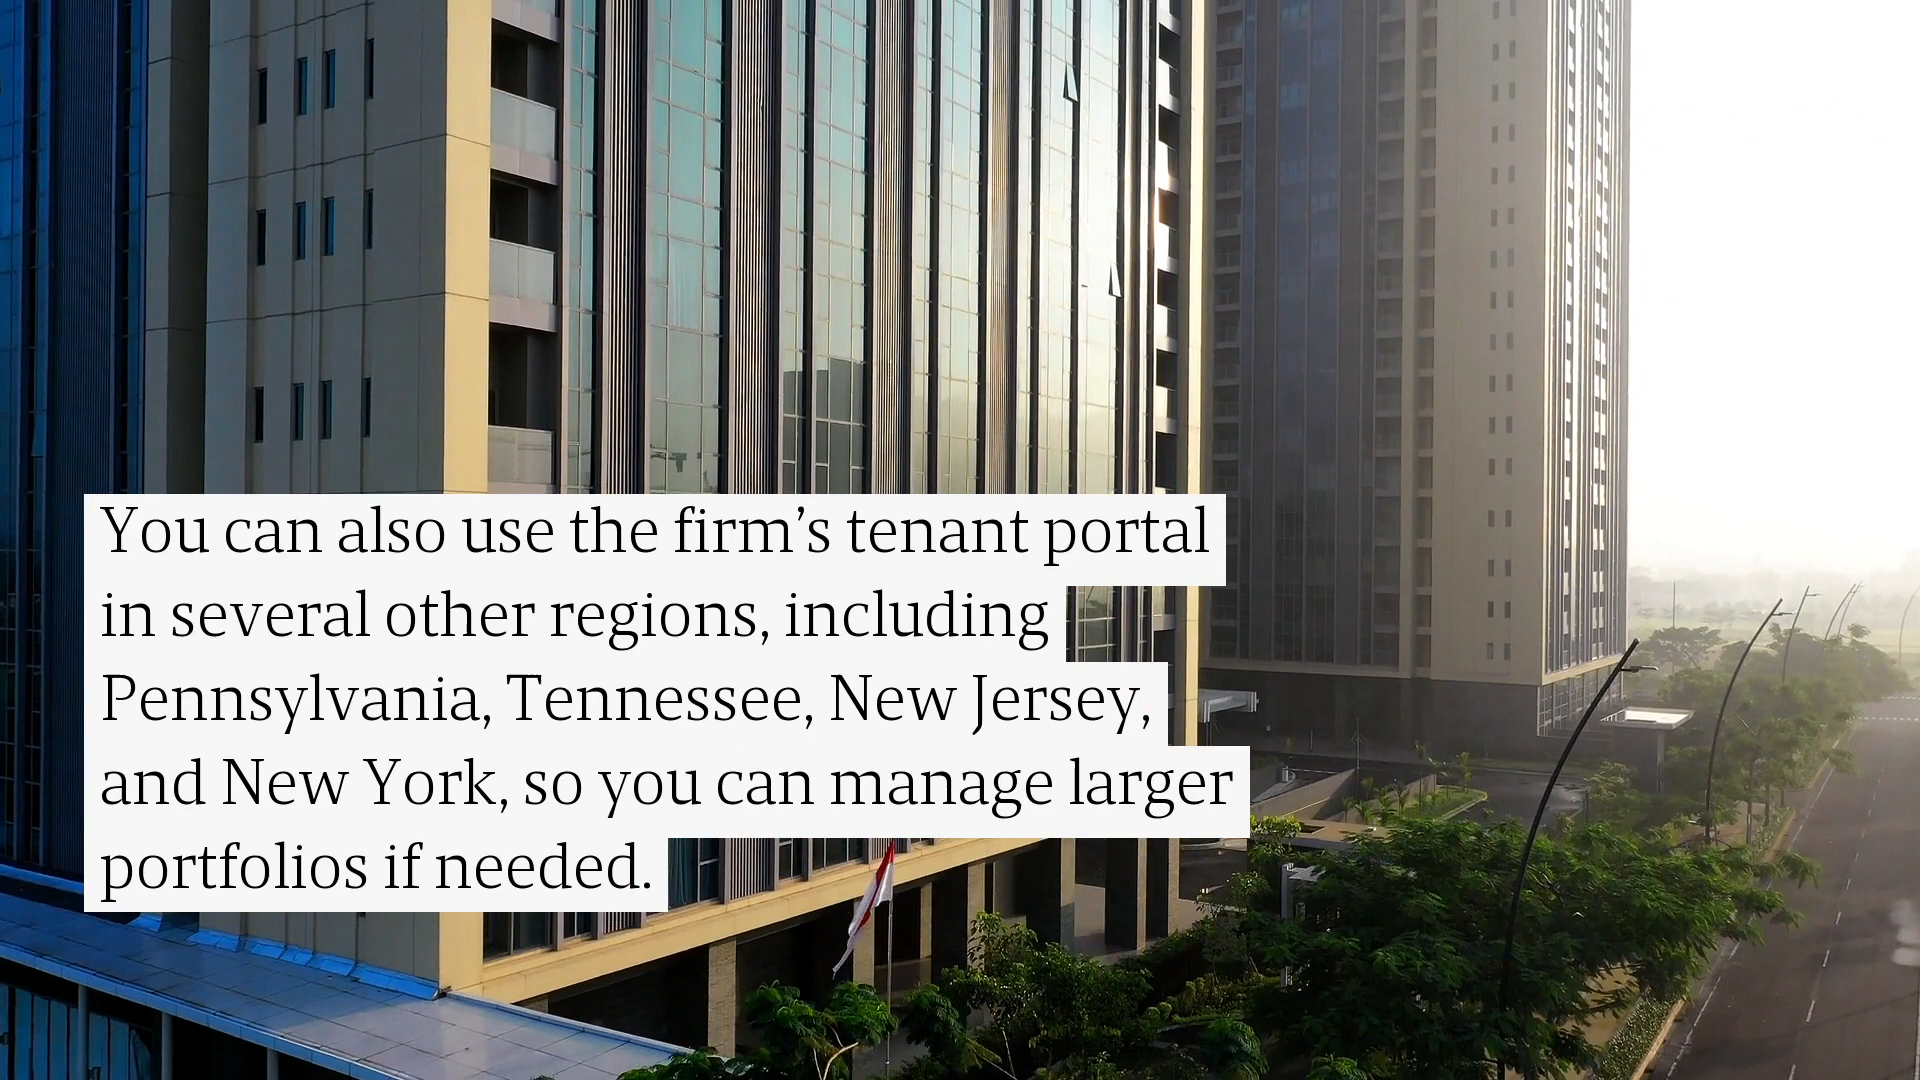 You can also use the firm’s tenant portal
in several other regions, including
Pennsylvania, Tennessee, New Jersey,
and New York, so you can manage larger
portfolios if needed.